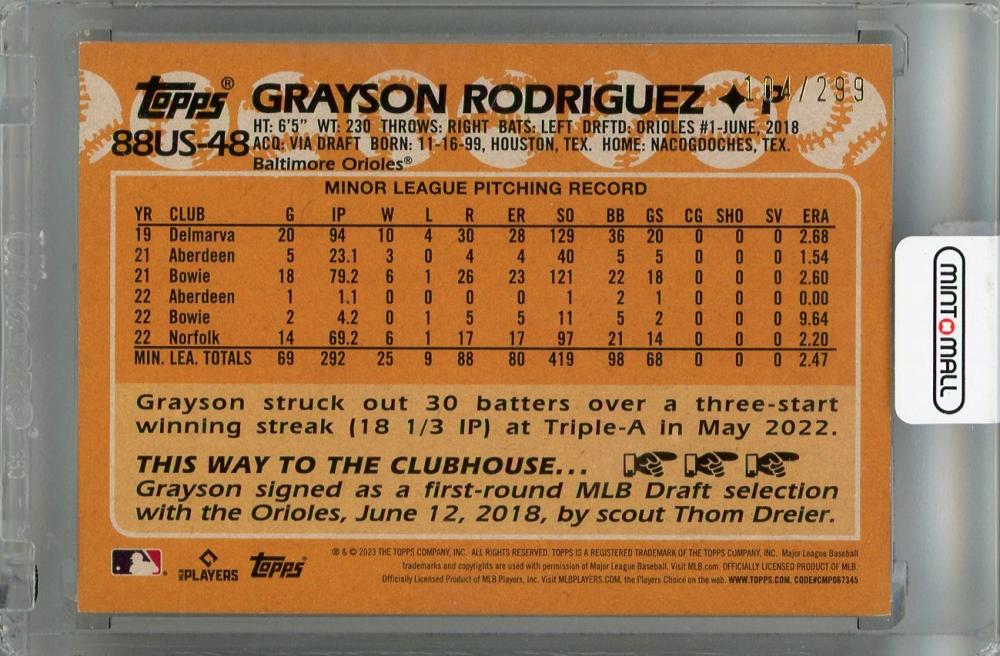 Topps® GRAYSON RODRIGUEZ ✦ P 104/299
88US-48
HT: 6'5" WT: 230 THROWS: RIGHT BATS: LEFT DRFTD: ORIOLES #1-JUNE, 2018
ACQ: VIA DRAFT BORN: 11-16-99, HOUSTON, TEX. HOME: NACOGDOCHES, TEX.
Baltimore Orioles®
MINOR LEAGUE PITCHING RECORD
YR CLUB G IP W L R ER SO BB GS CG SHO SV ERA
19 Delmarva 20 94 10 4 30 28 129 36 20 0 0 0 2.68
21 Aberdeen 5 23.1 3 0 4 4 40 5 5 0 0 0 1.54
21 Bowie 18 79.2 6 1 26 23 121 22 18 0 0 0 2.60
22 Aberdeen 1 1.1 0 0 0 0 1 2 1 0 0 0 0.00
22 Bowie 2 4.2 0 1 5 5 11 5 2 0 0 0 9.64
22 Norfolk 14 69.2 6 1 17 17 97 21 14 0 0 0 2.20
MIN. LEA. TOTALS 69 292 25 9 88 80 419 98 68 0 0 0 2.47
Grayson struck out 30 batters over a three-start
winning streak (18 1/3 IP) at Triple-A in May 2022.
THIS WAY TO THE CLUBHOUSE...
Grayson signed as a first-round MLB Draft selection
with the Orioles, June 12, 2018, by scout Thom Dreier.
MLB PLAYERS
Topps
® & © 2023 THE TOPPS COMPANY, INC. ALL RIGHTS RESERVED. TOPPS IS A REGISTERED TRADEMARK OF THE TOPPS COMPANY, INC. Major League Baseball
trademarks and copyrights are used with permission of Major League Baseball. Visit MLB.com. OFFICIALLY LICENSED PRODUCT OF MLB
Officially Licensed Product of MLB Players, Inc. Visit MLBPLAYERS.COM, the Players Choice on the web. WWW.TOPPS.COM. CODE#CMP067345
MINT MALL